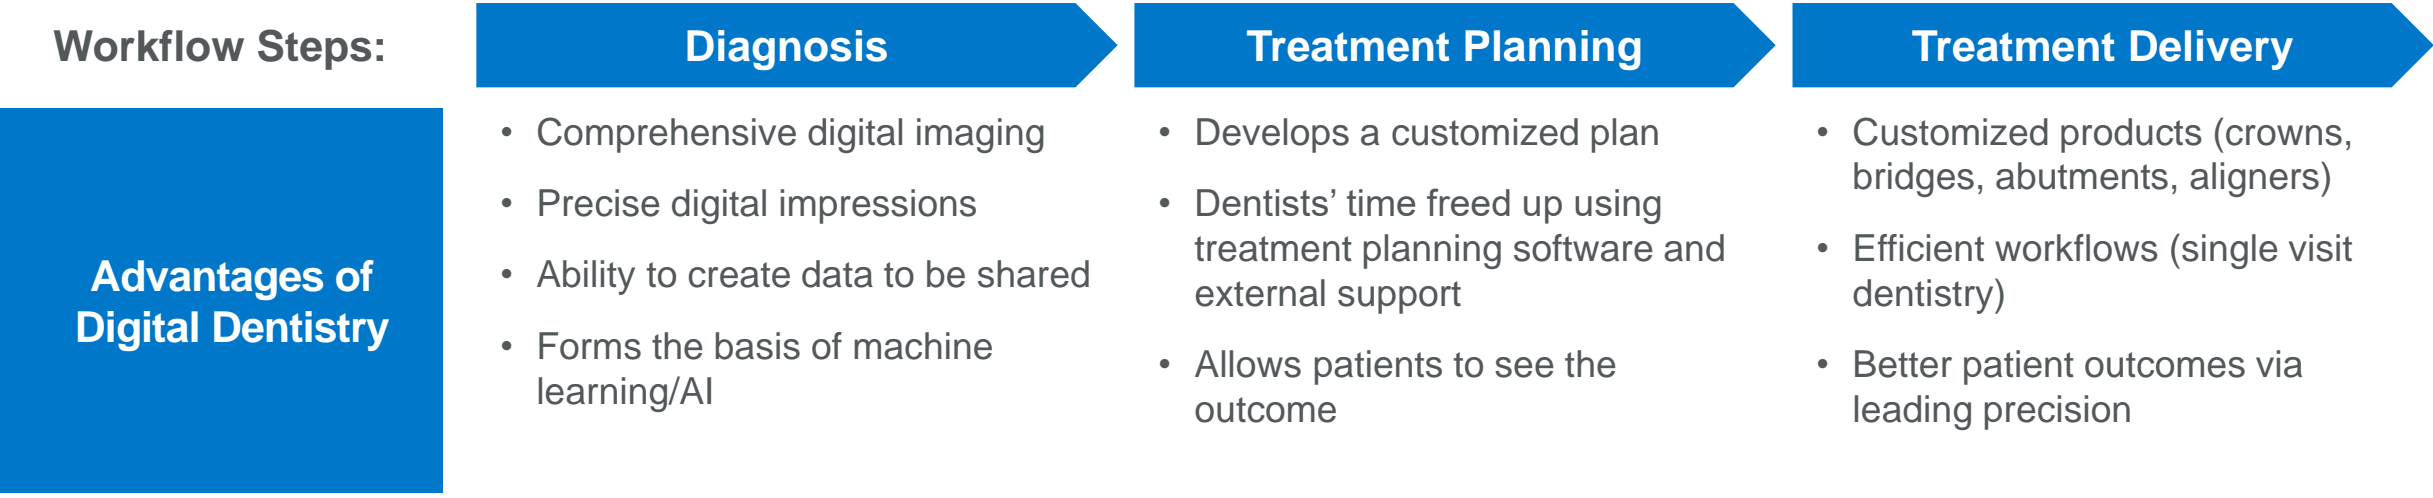 Workflow Steps:
Diagnosis
Treatment Planning
Treatment Delivery
Advantages of
Digital Dentistry
• Comprehensive digital imaging
• Precise digital impressions
• Ability to create data to be shared
• Forms the basis of machine
learning/AI
• Develops a customized plan
• Dentists’ time freed up using
treatment planning software and
external support
• Allows patients to see the
outcome
• Customized products (crowns,
bridges, abutments, aligners)
• Efficient workflows (single visit
dentistry)
• Better patient outcomes via
leading precision